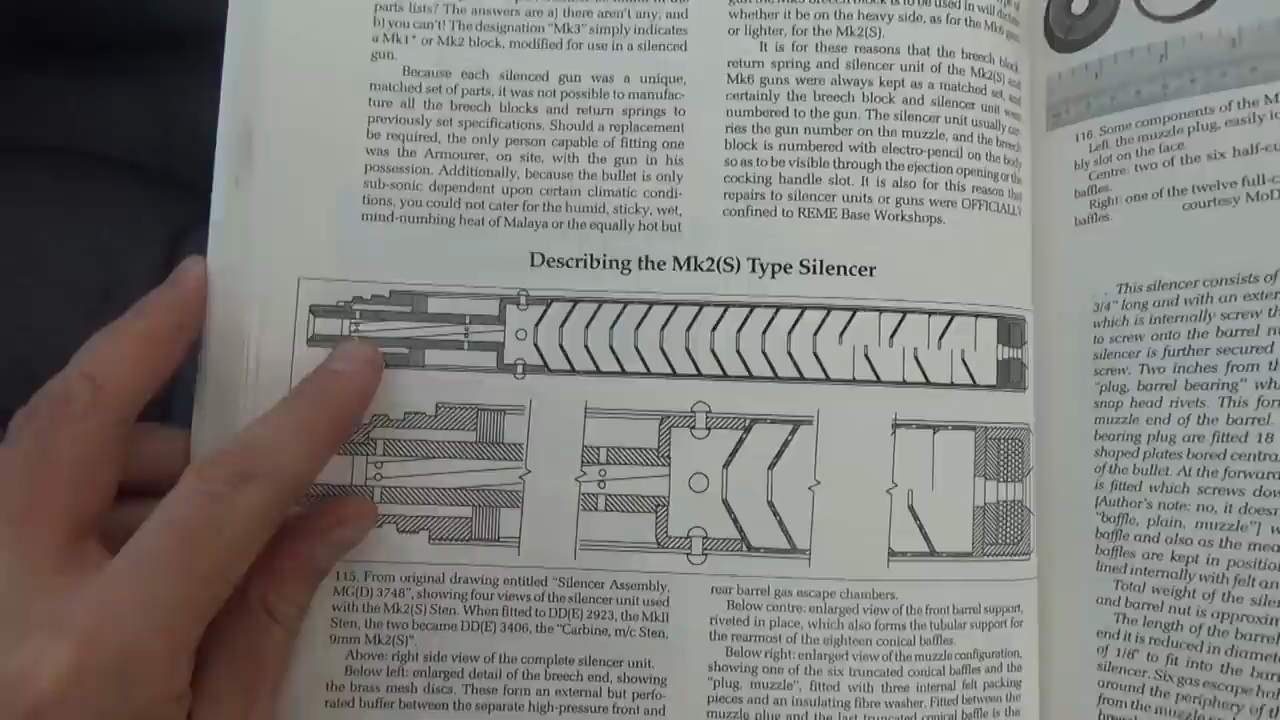 parts lists? The answers are a) there aren't any; and
b) you can't! The designation "Mk3" simply indicates
a Mk1* or Mk2 block, modified for use in a silenced
gun.
Because each silenced gun was a unique,
matched set of parts, it was not possible to manufac-
ture all the breech blocks and return springs to
previously set specifications. Should a replacement
be required, the only person capable of fitting one
was the Armourer, on site, with the gun in his
possession. Additionally, because the bullet is only
sub-sonic dependent upon certain climatic condi-
tions, you could not cater for the humid, sticky, wet,
mind-numbing heat of Malaya or the equally hot but
to be used in will
whether it be on the heavy side, as for the Mk6
or lighter, for the Mk2(S).
It is for these reasons that the breech block,
return spring and silencer unit of the Mk2(S) and
Mk6 guns were always kept as a matched set, and
certainly the breech block and silencer unit were
numbered to the gun. The silencer unit usually car-
ries the gun number on the muzzle, and the breech
block is numbered with electro-pencil on the body
so as to be visible through the ejection opening or the
cocking handle slot. It is also for this reason that
repairs to silencer units or guns were OFFICIALLY
confined to REME Base Workshops.
Describing the Mk2(S) Type Silencer
115. From original drawing entitled "Silencer Assembly,
MG(D) 3748", showing four views of the silencer unit used
with the Mk2(S) Sten. When fitted to DD(E) 2923, the MkII
Sten, the two became DD(E) 3406, the "Carbine, m/c Sten,
9mm Mk2(S)".
Above: right side view of the complete silencer unit.
Below left: enlarged detail of the breech end, showing
the brass mesh discs. These form an external but perfo-
rated buffer between the separate high-pressure front and
rear barrel gas escape chambers.
Below centre: enlarged view of the front barrel support,
riveted in place, which also forms the tubular support for
the rearmost of the eighteen conical baffles.
Below right: enlarged view of the muzzle configuration,
showing one of the six truncated conical baffles and the
"plug, muzzle", fitted with three internal felt packing
pieces and an insulating fibre washer. Fitted between the
muzzle plug and the last truncated conical baffle is the
116. Some components of the M
Left, the muzzle plug, easily
bly slot on the face.
Centre: two of the six half-
baffles.
Right: one of the twelve full-
baffles.
courtesy MoD
This silencer consists of
3/4" long and with an
which is internally screw
to screw onto the barrel
silencer is further secured
screw. Two inches from
"plug, barrel bearing"
snap head rivets. This
muzzle end of the barrel.
bearing plug are fitted 18
shaped plates bored
of the bullet. At the forward
is fitted which screws
[Author's note: no, it
"baffle, plain, muzzle"]
baffle and also as the
baffles are kept in
lined internally with felt
Total weight of the
and barrel nut is
The length of the
end it is reduced in
of 1/8" to fit into the
silencer. Six gas escape
around the periphery of
from the